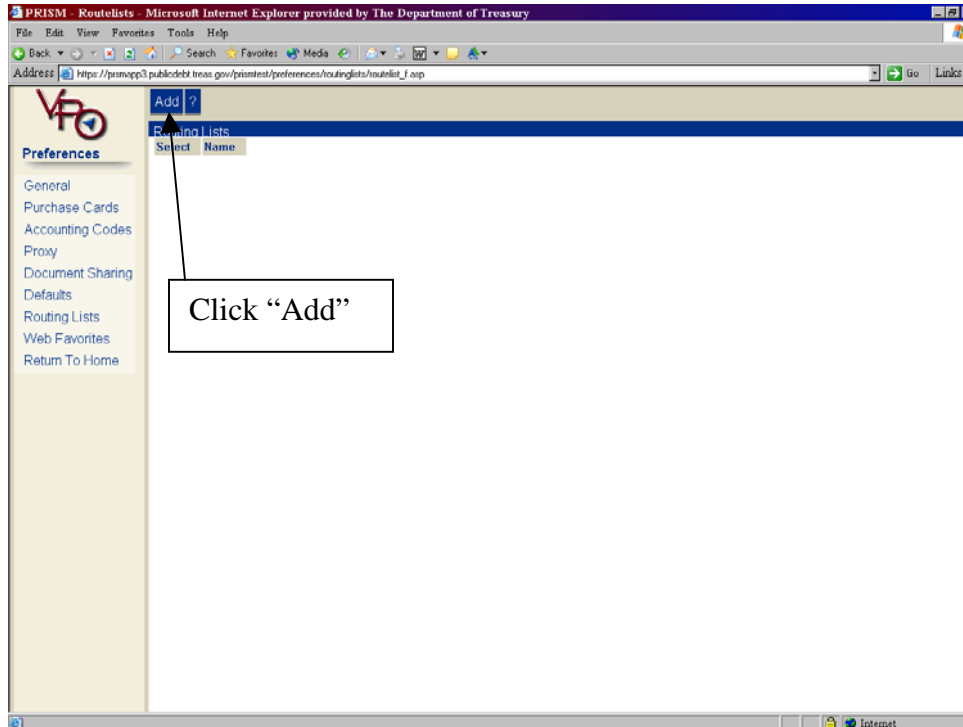 PRISM - Routelists - Microsoft Internet Explorer provided by The Department of Treasury
File Edit View Favorites Tools Help
Back Search Favorites Media
Address https://prismapp3.publicdebt.treas.gov/prismtest/preferences/routinglists/routelist_f.asp Go Links
VPO
Add ?
Routing Lists
Select Name
Preferences
General
Purchase Cards
Accounting Codes
Proxy
Document Sharing
Defaults
Routing Lists
Web Favorites
Return To Home
Click “Add”
Internet